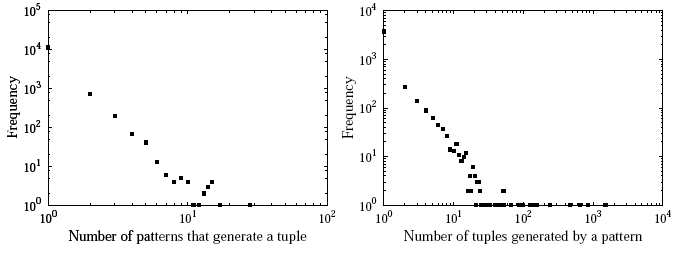 10^5
10^4
10^3
10^2
10^1
10^0
Frequency
10^0 10^1 10^2
Number of patterns that generate a tuple
10^4
10^3
10^2
10^1
10^0
Frequency
10^0 10^1 10^2 10^3 10^4
Number of tuples generated by a pattern